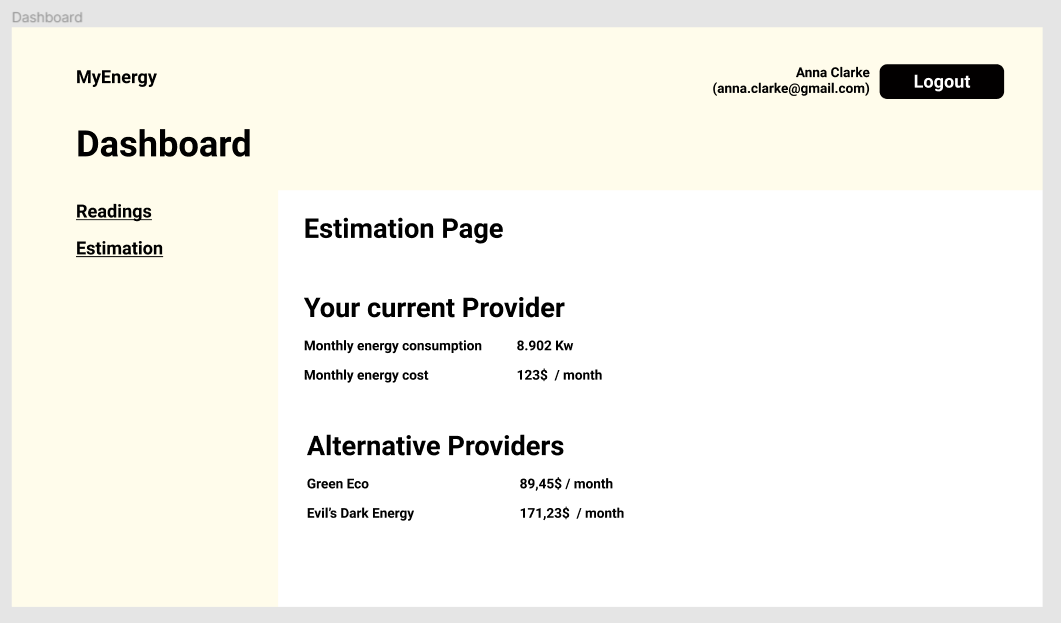 Dashboard
MyEnergy
Anna Clarke
(anna.clarke@gmail.com)
Logout
Dashboard
Readings
Estimation
Estimation Page
Your current Provider
Monthly energy consumption 8.902 Kw
Monthly energy cost 123$ / month
Alternative Providers
Green Eco 89,45$ / month
Evil's Dark Energy 171,23$ / month